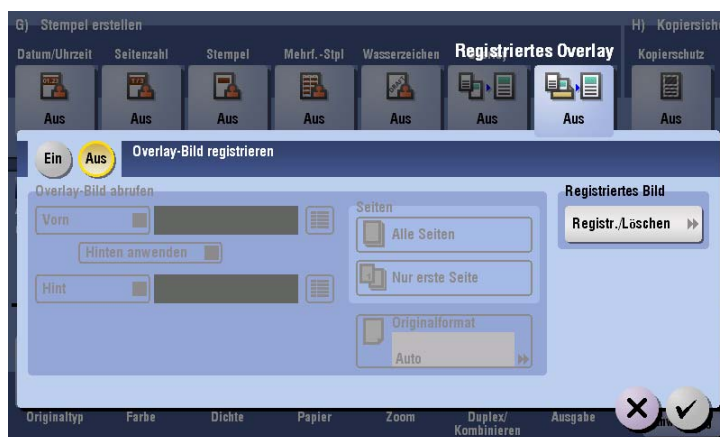 G) Stempel erstellen
H) Kopiersich
Datum/Uhrzeit
Seitenzahl
Stempel
Mehrf.-Stpl
Wasserzeichen
Registriertes Overlay
Kopierschutz
Aus
Aus
Aus
Aus
Aus
Aus
Aus
Aus
Ein
Aus
Overlay-Bild registrieren
Overlay-Bild abrufen
Vorn
Hinten anwenden
Hint
Seiten
Alle Seiten
Nur erste Seite
Originalformat
Auto
Registriertes Bild
Registr./Löschen
Originaltyp
Farbe
Dichte
Papier
Zoom
Duplex/
Kombinieren
Ausgabe